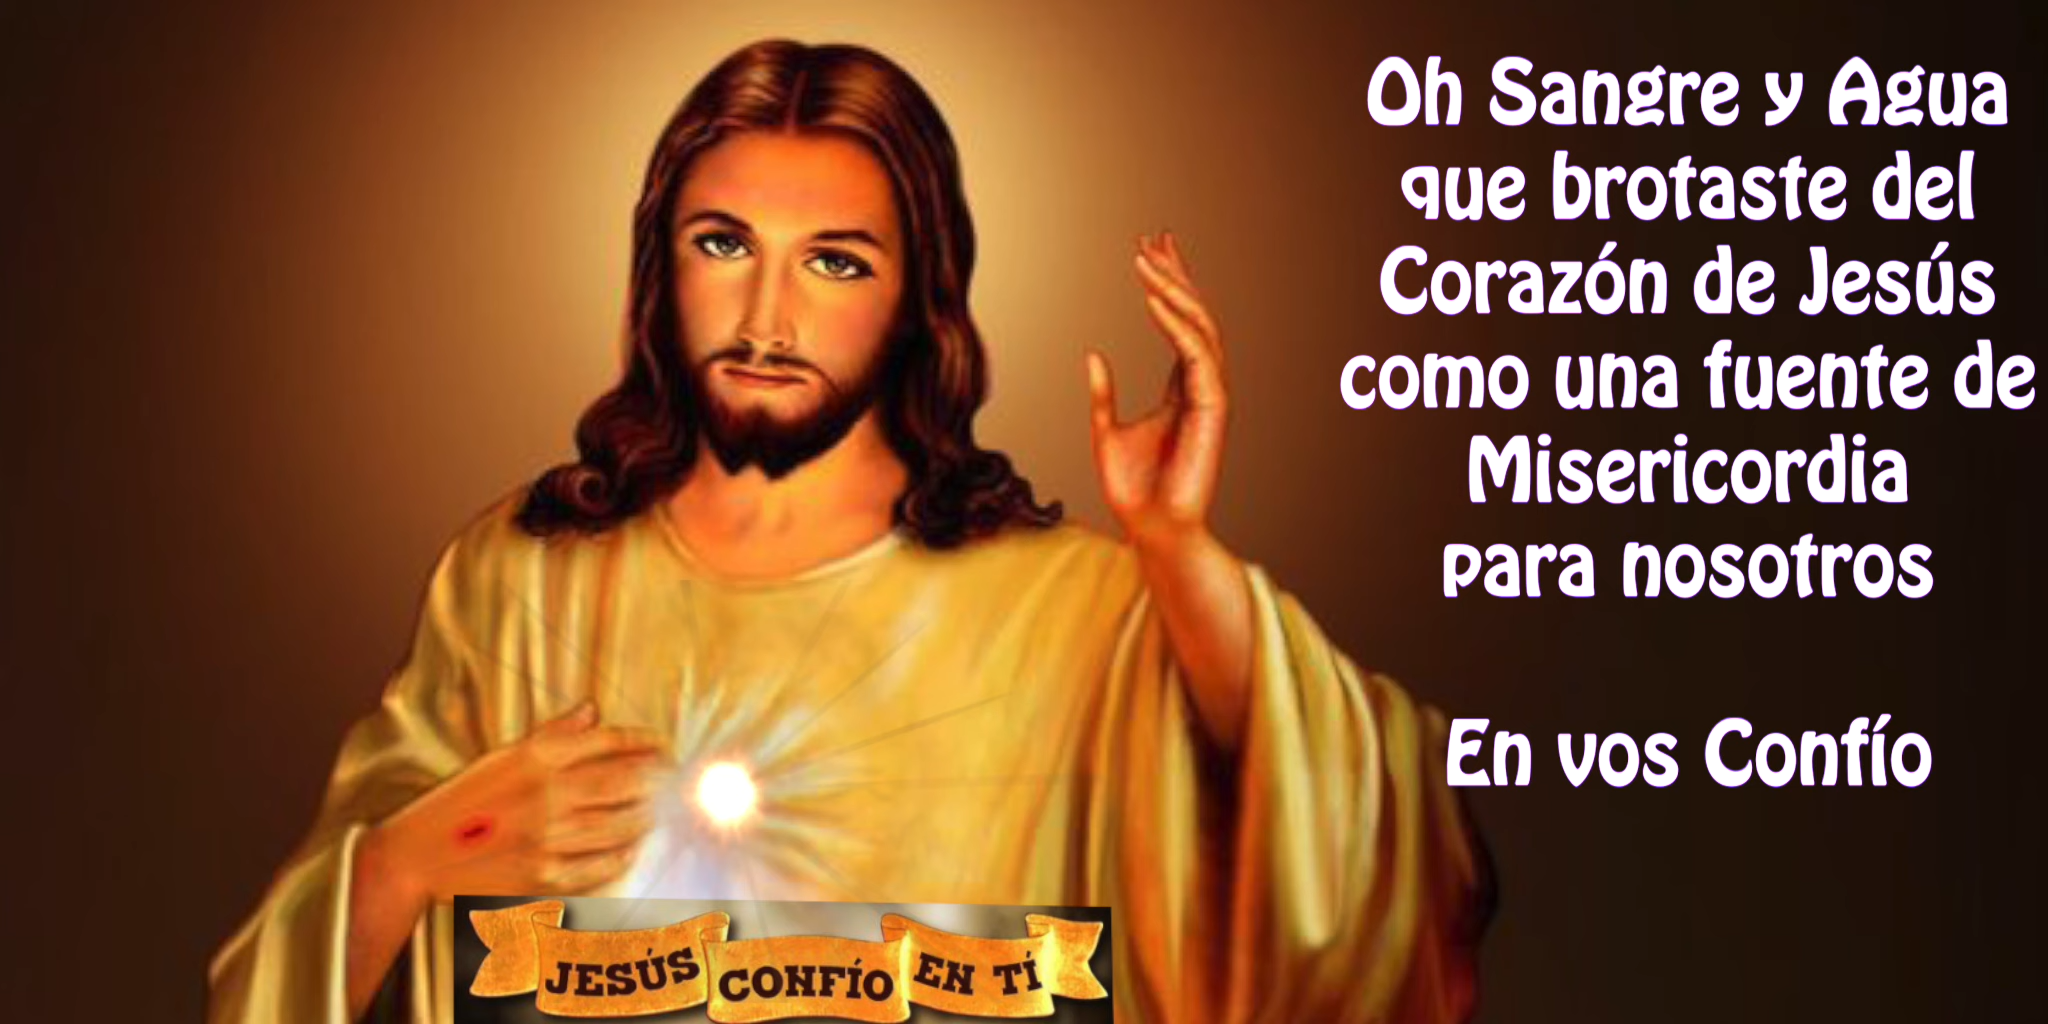 Oh Sangre y Agua
que brotaste del
Corazón de Jesús
como una fuente de
Misericordia
para nosotros
En vos Confío
JESÚS CONFÍO EN TÍ